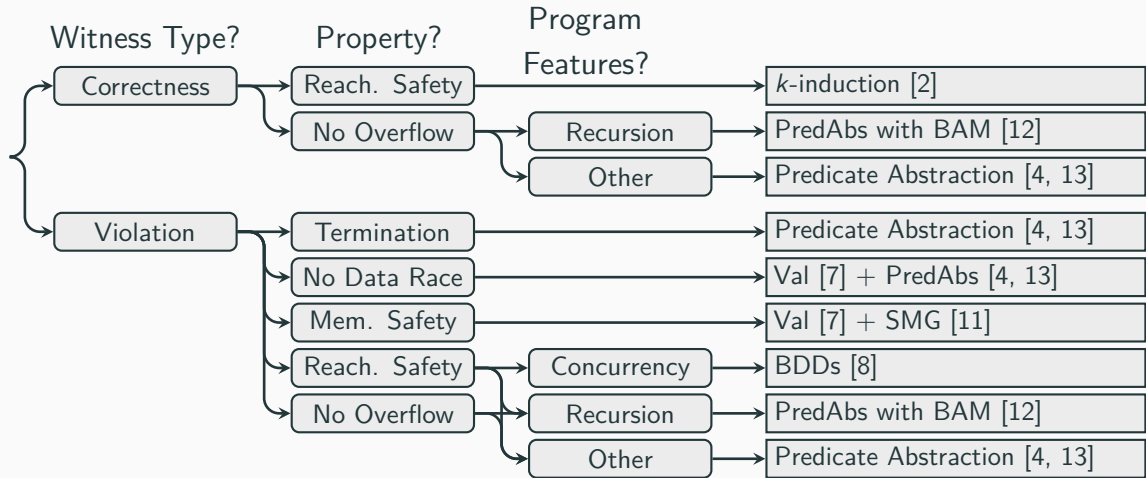 Witness Type?
Property?
Program
Features?
Correctness
Reach. Safety
k-induction [2]
No Overflow
Recursion
PredAbs with BAM [12]
Other
Predicate Abstraction [4, 13]
Violation
Termination
Predicate Abstraction [4, 13]
No Data Race
Val [7] + PredAbs [4, 13]
Mem. Safety
Val [7] + SMG [11]
Reach. Safety
Concurrency
BDDs [8]
No Overflow
Recursion
PredAbs with BAM [12]
Other
Predicate Abstraction [4, 13]